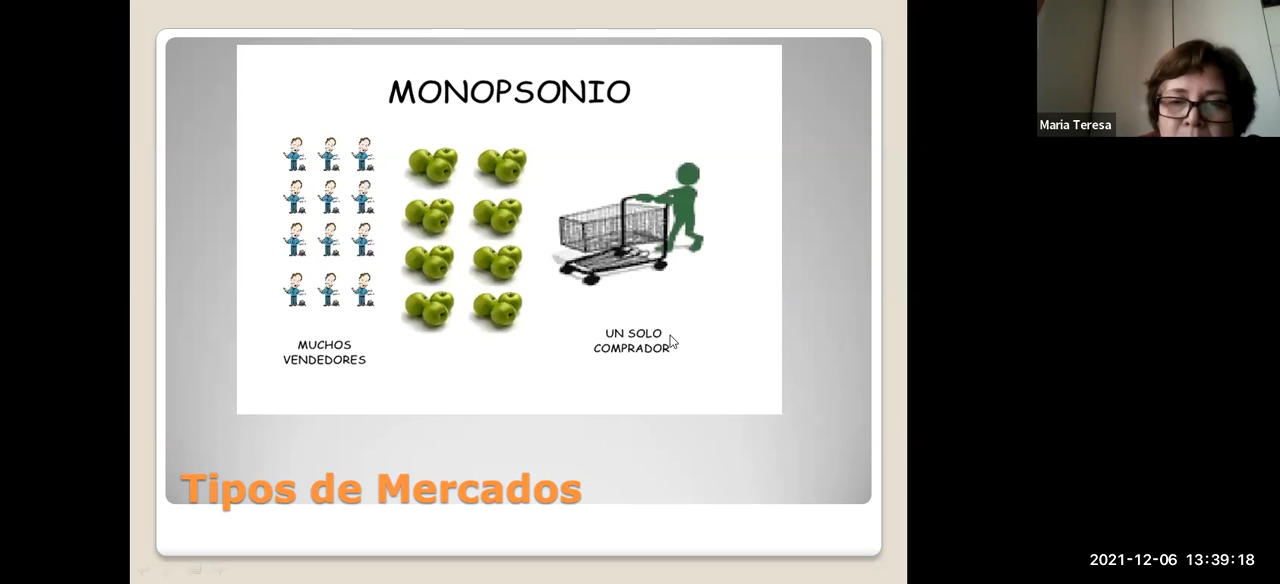 MONOPSONIO
MUCHOS
VENDEDORES
UN SOLO
COMPRADOR
Tipos de Mercados
Maria Teresa
2021-12-06 13:39:18